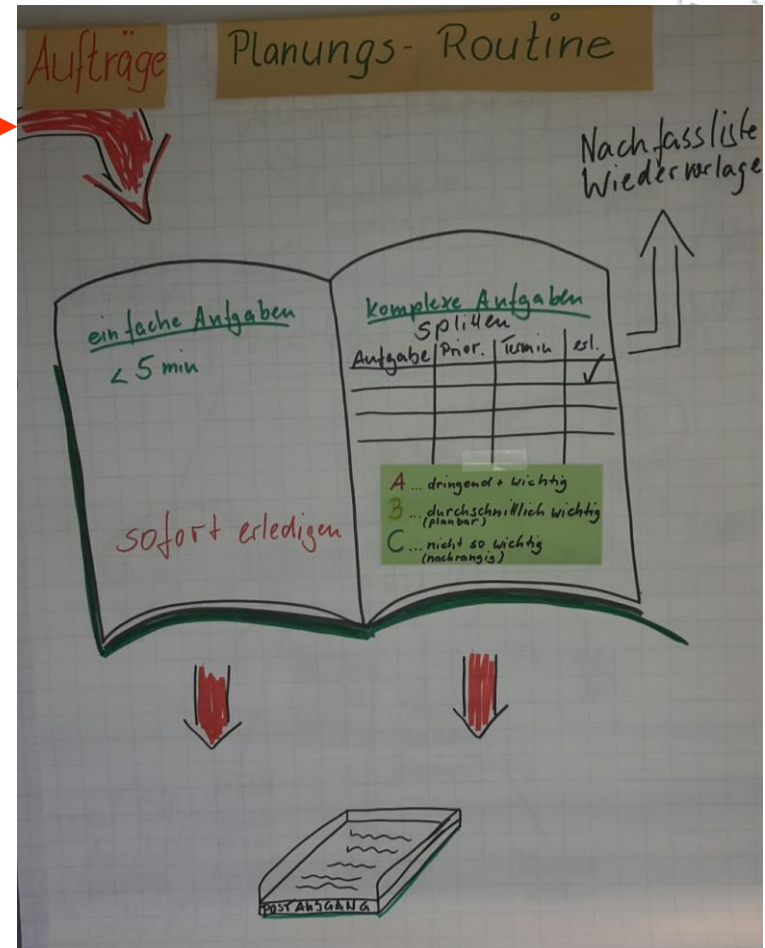 Aufträge
Planungs-Routine
Nachfassliste
Wiedervorlage
einfache Aufgaben
< 5 min
sofort erledigen
komplexe Aufgaben
splitten
Aufgabe Prior. Termin erl.
✓
A ... dringend + wichtig
B ... durchschnittlich wichtig
(planbar)
C ... nicht so wichtig
(nachrangig)
POSTAUSGANG